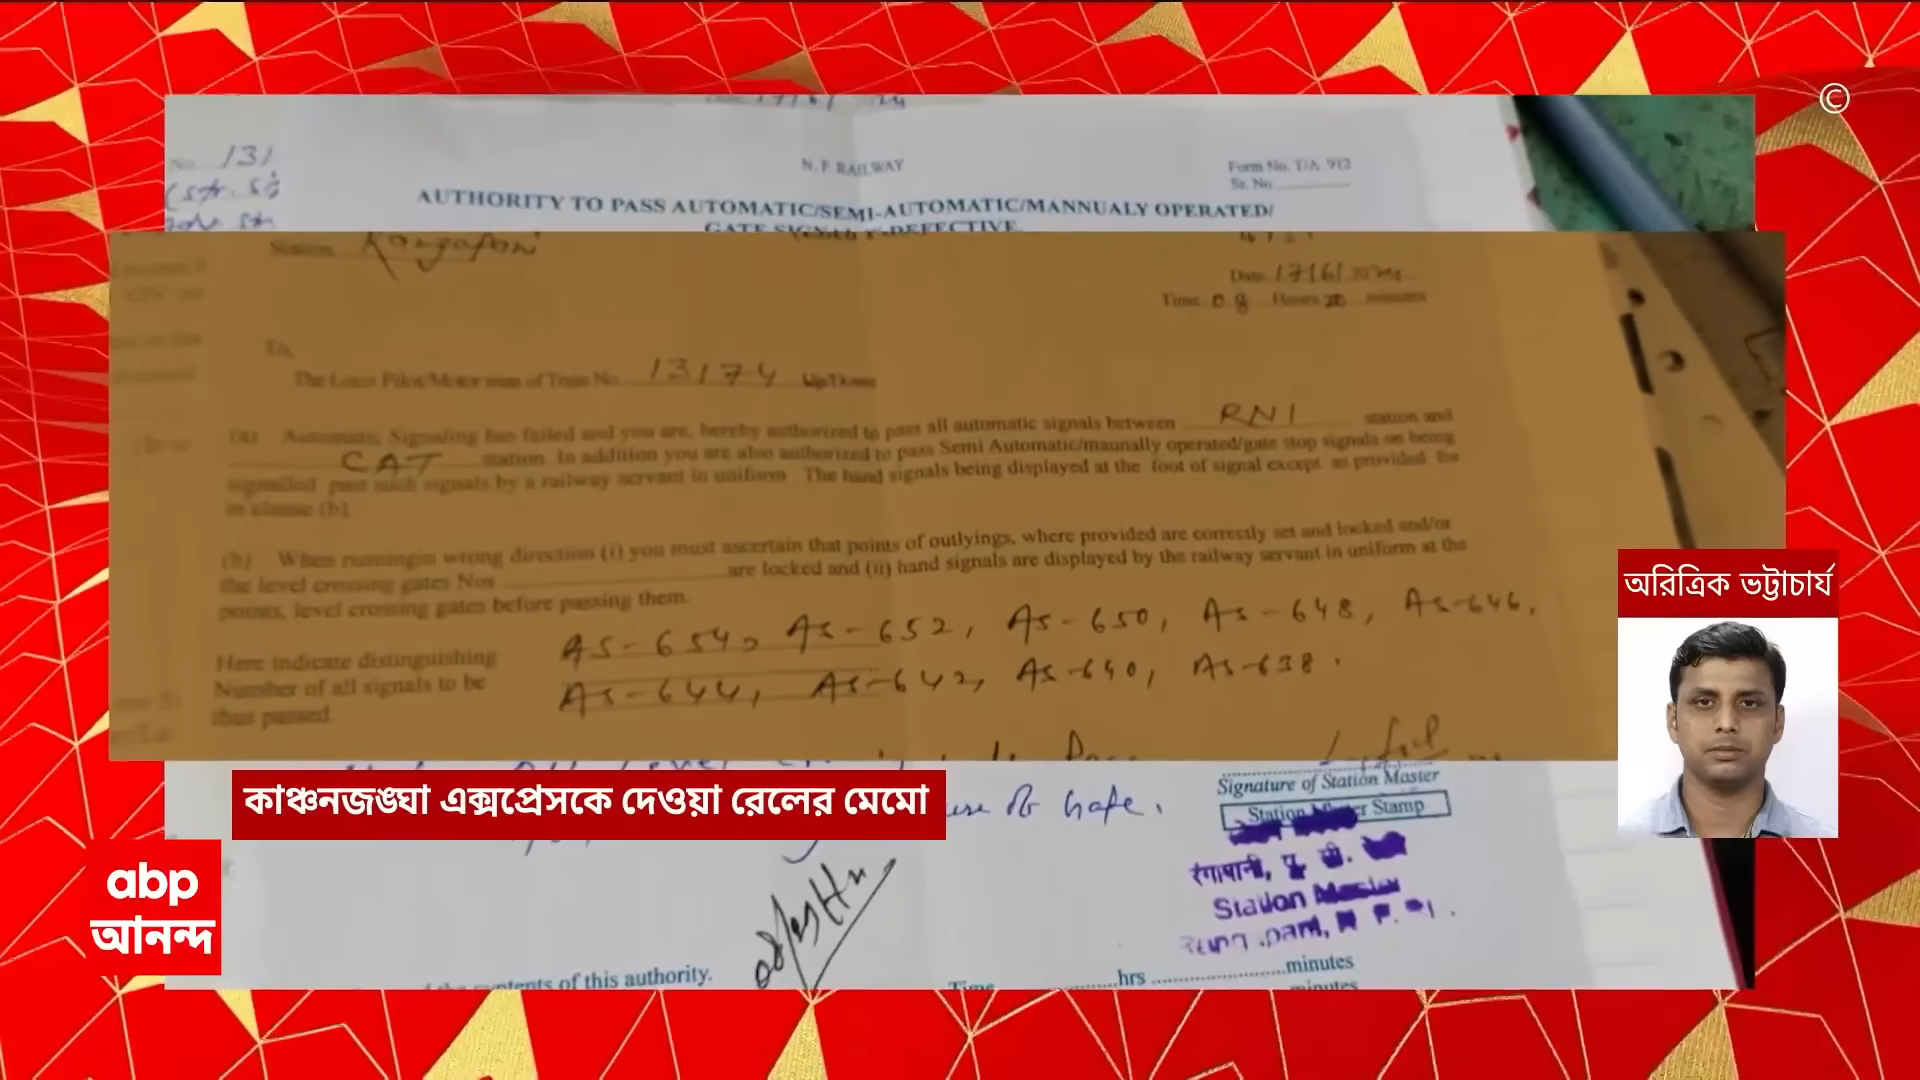 ©
No. 131
N. F. RAILWAY
Form No. T/A 912
Sr. No
AUTHORITY TO PASS AUTOMATIC/SEMI-AUTOMATIC/MANNUALY OPERATED/
Station Rangapani
Date 17/6/2024
Time 08 Hours 20 minutes
To,
The Loco Pilot/Motor man of Train No. 13174 Up/Down
(a) Automatic Signaling has failed and you are, hereby authorized to pass all automatic signals between RNI station and
CAT station. In addition you are also authorized to pass Semi Automatic/maunally operated/gate stop signals on being
signalled past such signals by a railway servant in uniform The hand signals being displayed at the foot of signal except as provided for
in clause (b)
(b) When runningin wrong direction (i) you must ascertain that points of outlyings, where provided are correctly set and locked and/or
the level crossing gates Nos are locked and (ii) hand signals are displayed by the railway servant in uniform at the
points, level crossing gates before passing them.
Here indicate distinguishing
Number of all signals to be
thus passed.
AS-654, AS-652, AS-650, AS-648, AS-646,
AS-644, AS-642, AS-640, AS-638.
অরিত্রিক ভট্টাচার্য
Signature of Station Master
Station Master Stamp
কাঞ্চনজঙ্ঘা এক্সপ্রেসকে দেওয়া রেলের মেমো
रंगापानी, पू. सी.
Station Master
abp
আনন্দ
of this authority.
Time hrs minutes
minutes